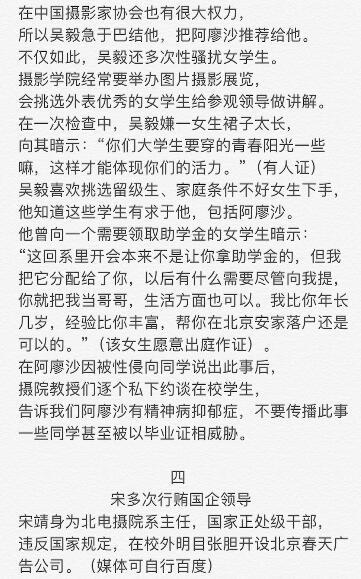 在中国摄影家协会也有很大权力，
所以吴毅急于巴结他，把阿廖沙推荐给他。
不仅如此，吴毅还多次性骚扰女学生。
摄影学院经常要举办图片摄影展览，
会挑选外表优秀的女学生给参观领导做讲解。
在一次检查中，吴毅嫌一女生裙子太长，
向其暗示：“你们大学生要穿的青春阳光一些
嘛，这样才能体现你们的活力。”（有人证）
吴毅喜欢挑选留级生、家庭条件不好女生下手，
他知道这些学生有求于他，包括阿廖沙。
他曾向一个需要领取助学金的女学生暗示：
“这回系里开会本来不是让你拿助学金的，但我
把它分配给了你，以后有什么需要尽管向我提，
你就把我当哥哥，生活方面也可以。我比你年长
几岁，经验比你丰富，帮你在北京安家落户还是
可以的。”（该女生愿意出庭作证）。
在阿廖沙因被性侵向同学说出此事后，
摄院教授们逐个私下约谈在校学生，
告诉我们阿廖沙有精神病抑郁症，不要传播此事
一些同学甚至被以毕业证相威胁。
四
宋多次行贿国企领导
宋靖身为北电摄院系主任，国家正处级干部，
违反国家规定，在校外明目张胆开设北京春天广
告公司。（媒体可自行百度）